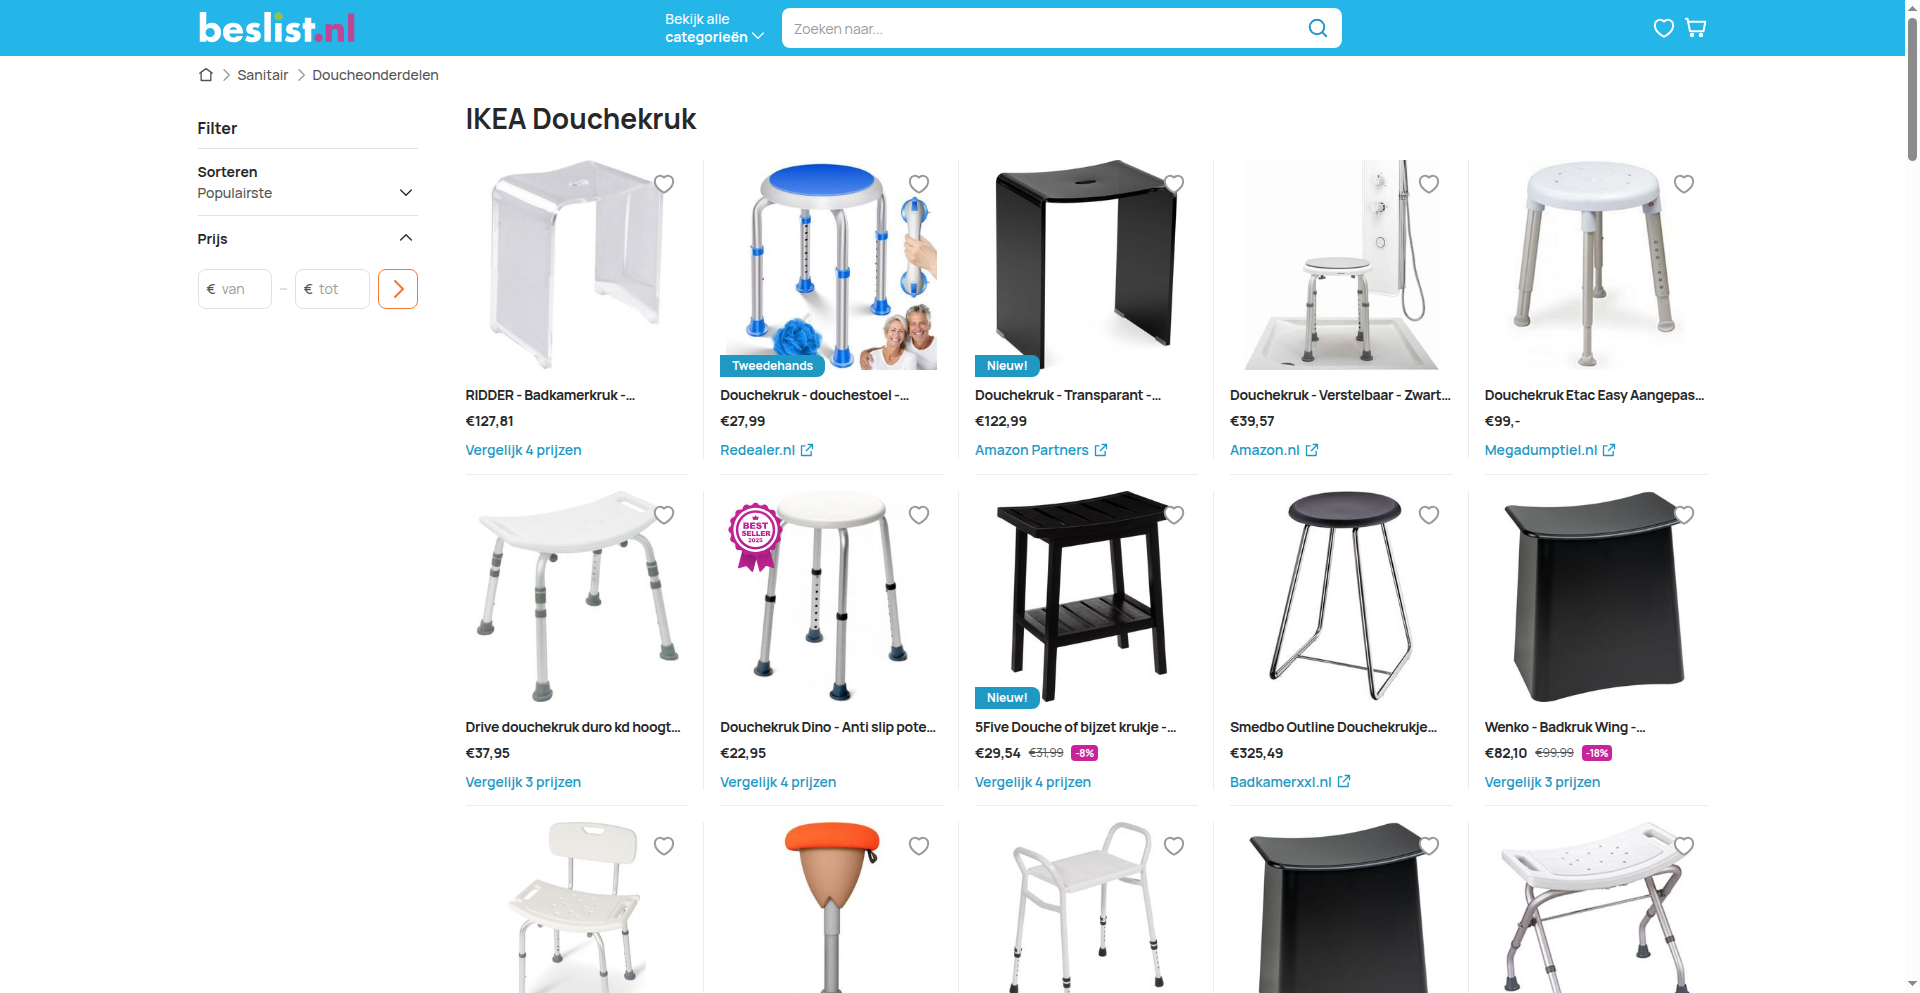 beslist.nl
Bekijk alle
categorieën
Zoeken naar...
Sanitair
Doucheonderdelen
Filter
Sorteren
Populairste
Prijs
€ van
–
€ tot
IKEA Douchekruk
Tweedehands
Nieuw!
RIDDER - Badkamerkruk -...
€127,81
Vergelijk 4 prijzen
Douchekruk - douchestoel -...
€27,99
Redealer.nl
Douchekruk - Transparant -...
€122,99
Amazon Partners
Douchekruk - Verstelbaar - Zwart...
€39,57
Amazon.nl
Douchekruk Etac Easy Aangepas...
€99,-
Megadumptiel.nl
BEST
SELLER
2025
Nieuw!
Drive douchekruk duro kd hoogt...
€37,95
Vergelijk 3 prijzen
Douchekruk Dino - Anti slip pote...
€22,95
Vergelijk 4 prijzen
5Five Douche of bijzet krukje -...
€29,54 €31,99 -8%
Vergelijk 4 prijzen
Smedbo Outline Douchekrukje...
€325,49
Badkamerxxl.nl
Wenko - Badkruk Wing -...
€82,10 €99,99 -18%
Vergelijk 3 prijzen